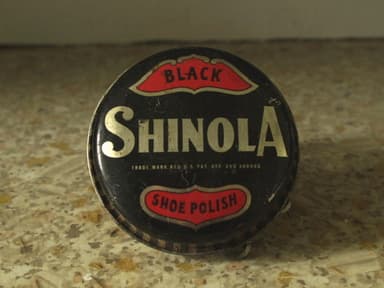 BLACK
SHINOLA
TRADE MARK REG U.S. PAT. OFF. AND ABROAD
SHOE POLISH